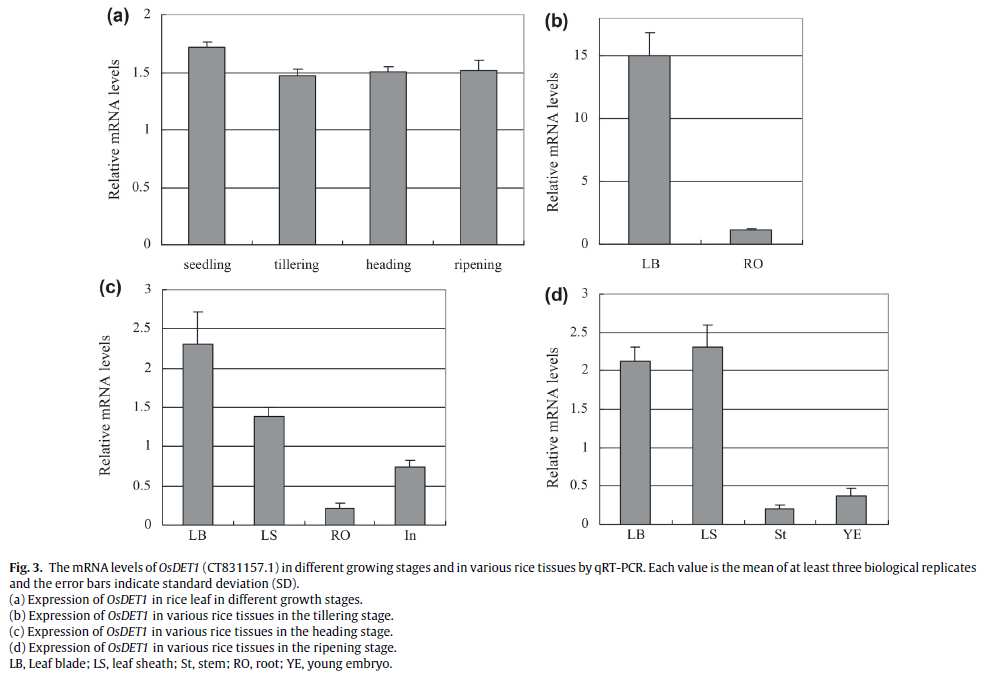 (a)
Relative mRNA levels
2
1.5
1
0.5
0
seedling tillering heading ripening
(b)
Relative mRNA levels
15
10
5
0
LB RO
(c)
Relative mRNA levels
3
2.5
2
1.5
1
0.5
0
LB LS RO In
(d)
Relative mRNA levels
3
2.5
2
1.5
1
0.5
0
LB LS St YE
Fig. 3. The mRNA levels of OsDET1 (CT831157.1) in different growing stages and in various rice tissues by qRT-PCR. Each value is the mean of at least three biological replicates
and the error bars indicate standard deviation (SD).
(a) Expression of OsDET1 in rice leaf in different growth stages.
(b) Expression of OsDET1 in various rice tissues in the tillering stage.
(c) Expression of OsDET1 in various rice tissues in the heading stage.
(d) Expression of OsDET1 in various rice tissues in the ripening stage.
LB, Leaf blade; LS, leaf sheath; St, stem; RO, root; YE, young embryo.